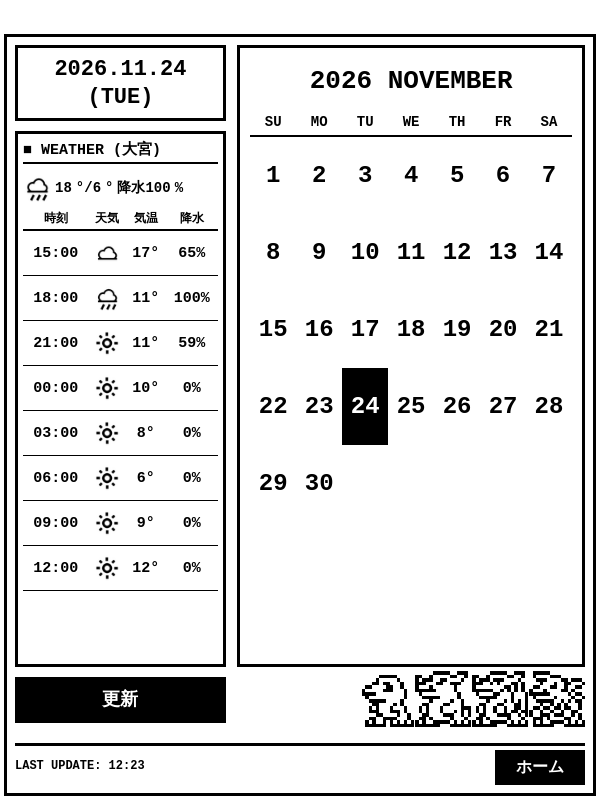 2026.11.24
(TUE)
■ WEATHER (大宮)
18 °/6 ° 降水100 %
時刻 天気 気温 降水
15:00 17° 65%
18:00 11° 100%
21:00 11° 59%
00:00 10° 0%
03:00 8° 0%
06:00 6° 0%
09:00 9° 0%
12:00 12° 0%
2026 NOVEMBER
SU MO TU WE TH FR SA
1 2 3 4 5 6 7
8 9 10 11 12 13 14
15 16 17 18 19 20 21
22 23 24 25 26 27 28
29 30
更新
LAST UPDATE: 12:23
ホーム